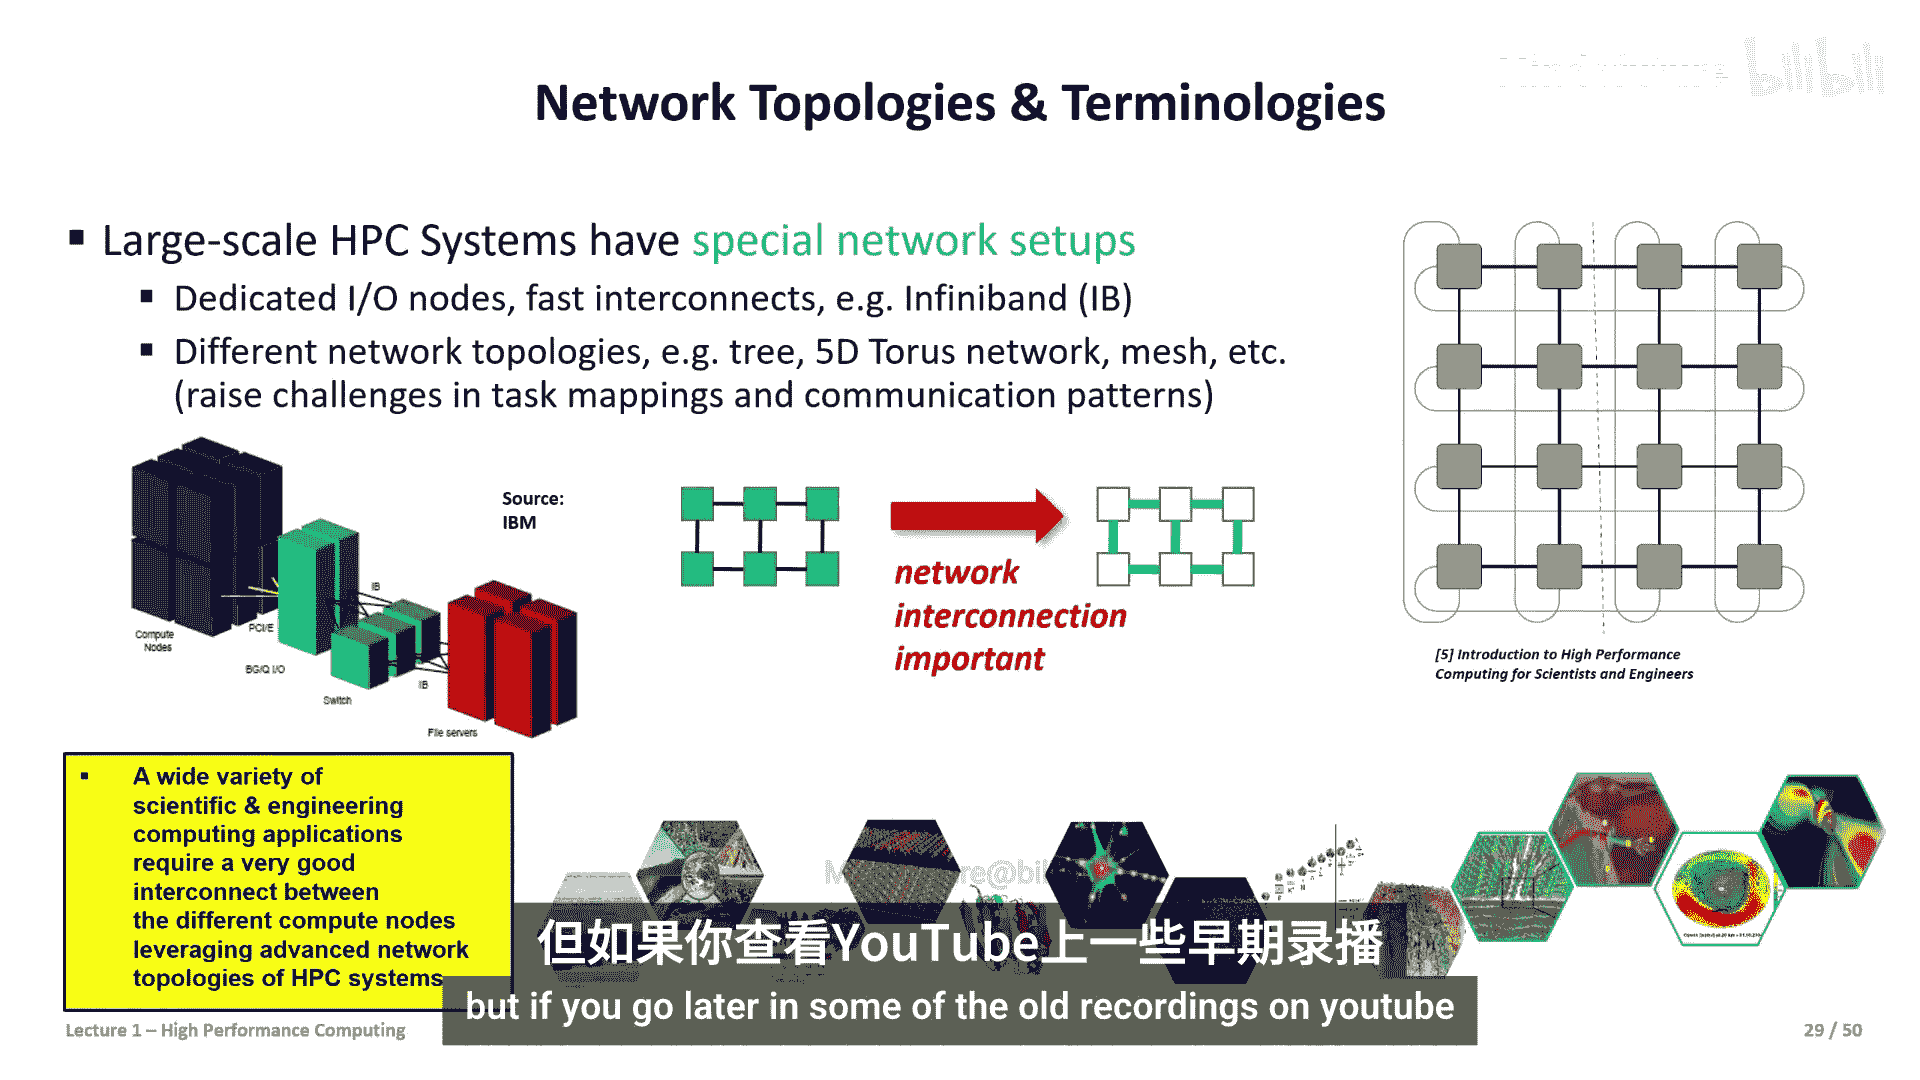 bilibili
Network Topologies & Terminologies
▪ Large-scale HPC Systems have special network setups
▪ Dedicated I/O nodes, fast interconnects, e.g. Infiniband (IB)
▪ Different network topologies, e.g. tree, 5D Torus network, mesh, etc.
(raise challenges in task mappings and communication patterns)
Source:
IBM
Compute
Nodes
PCI/E
BG/Q I/O
IB
Switch
IB
File servers
network
interconnection
important
[5] Introduction to High Performance
Computing for Scientists and Engineers
▪ A wide variety of
scientific & engineering
computing applications
require a very good
interconnect between
the different compute nodes
leveraging advanced network
topologies of HPC systems
但如果你查看YouTube上一些早期录播
but if you go later in some of the old recordings on youtube
Lecture 1 – High Performance Computing
29 / 50